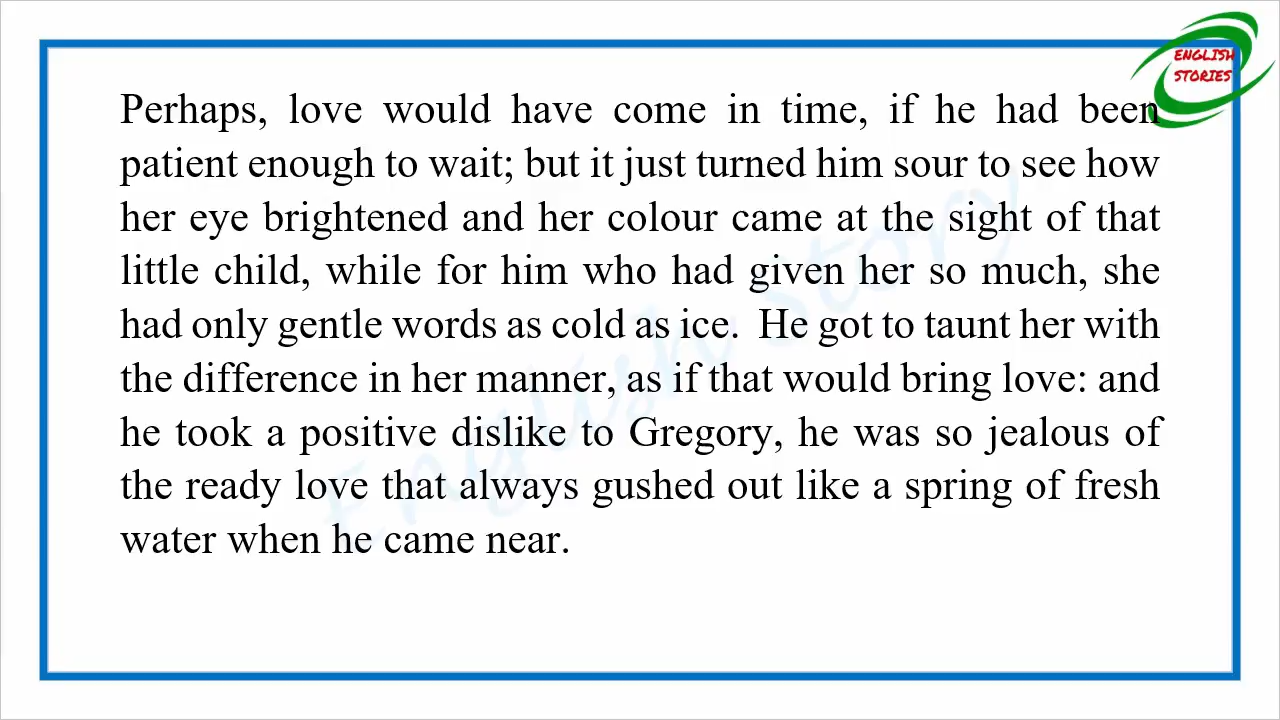 ENGLISH
STORIES
Perhaps, love would have come in time, if he had been
patient enough to wait; but it just turned him sour to see how
her eye brightened and her colour came at the sight of that
little child, while for him who had given her so much, she
had only gentle words as cold as ice.  He got to taunt her with
the difference in her manner, as if that would bring love: and
he took a positive dislike to Gregory, he was so jealous of
the ready love that always gushed out like a spring of fresh
water when he came near.
English Story